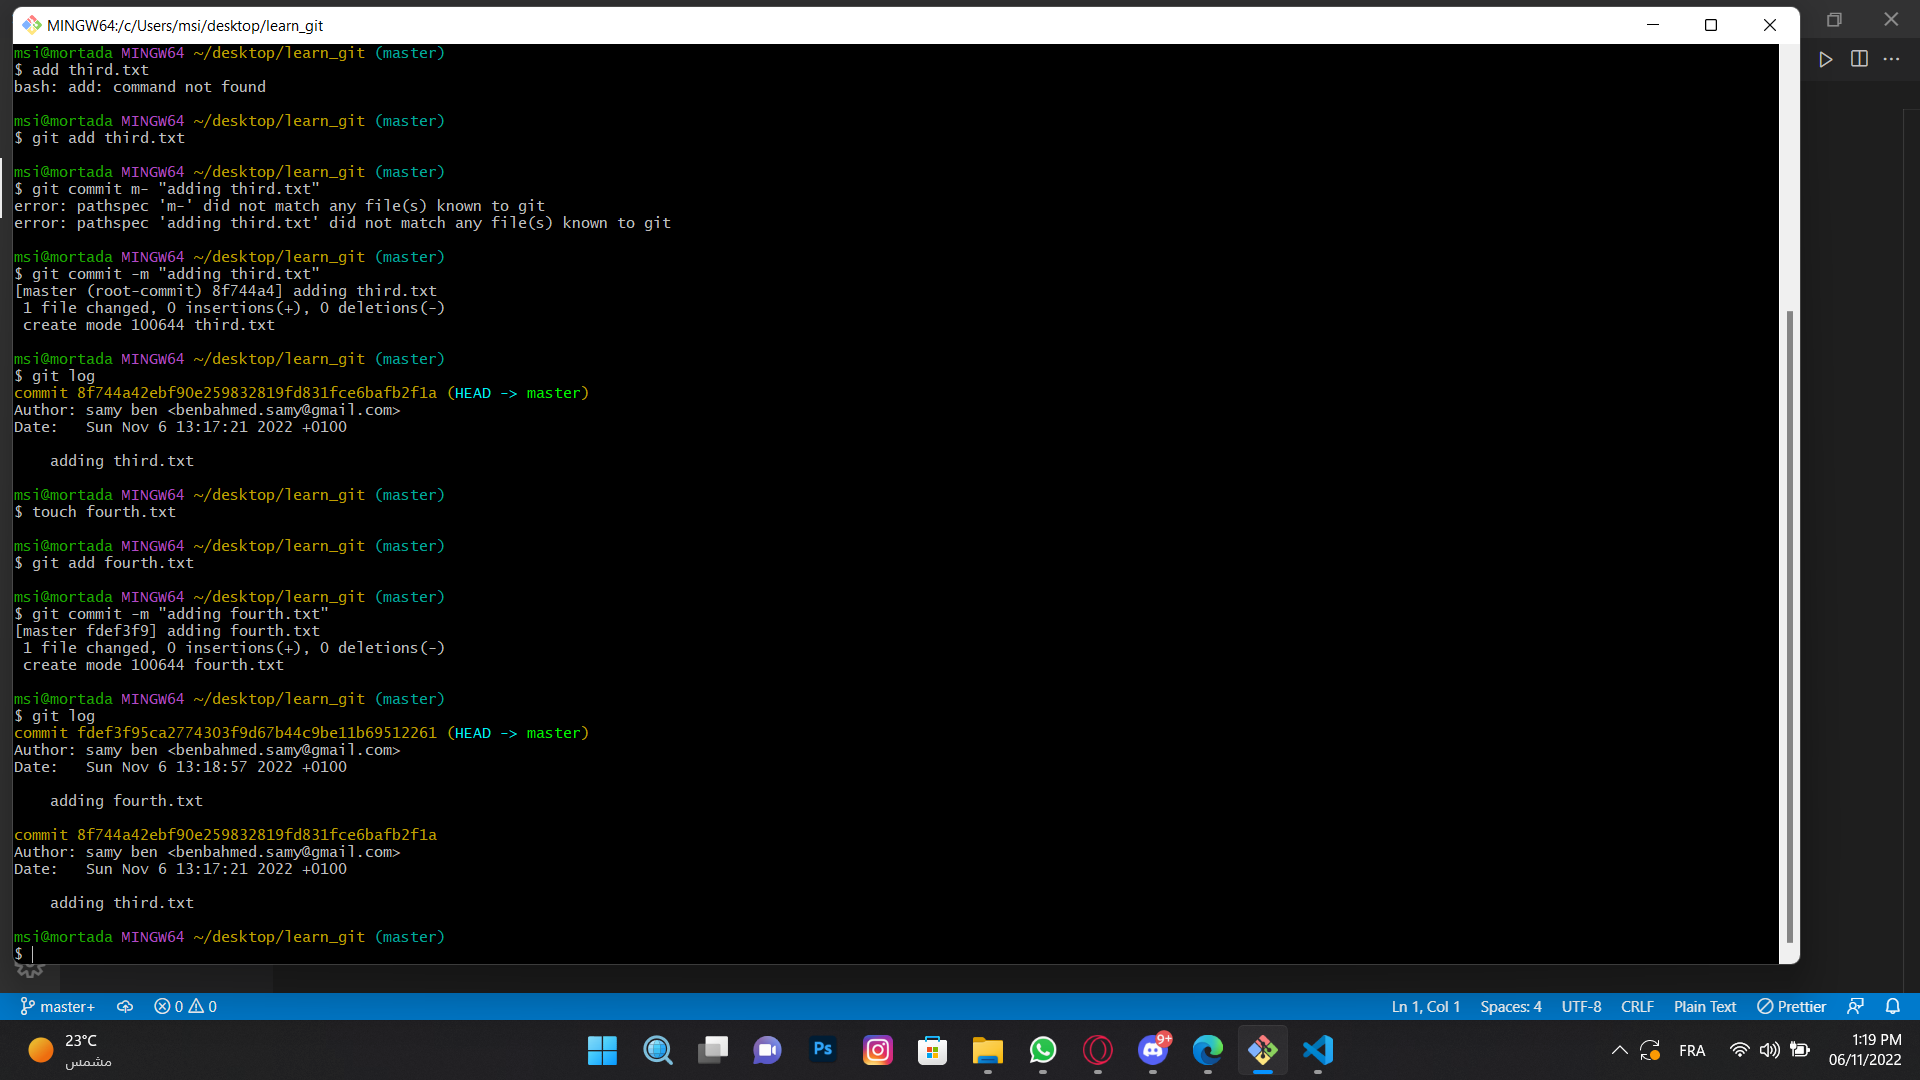 MINGW64:/c/Users/msi/desktop/learn_git
msi@mortada MINGW64 ~/desktop/learn_git (master)
$ add third.txt
bash: add: command not found
msi@mortada MINGW64 ~/desktop/learn_git (master)
$ git add third.txt
msi@mortada MINGW64 ~/desktop/learn_git (master)
$ git commit m- "adding third.txt"
error: pathspec 'm-' did not match any file(s) known to git
error: pathspec 'adding third.txt' did not match any file(s) known to git
msi@mortada MINGW64 ~/desktop/learn_git (master)
$ git commit -m "adding third.txt"
[master (root-commit) 8f744a4] adding third.txt
1 file changed, 0 insertions(+), 0 deletions(-)
create mode 100644 third.txt
msi@mortada MINGW64 ~/desktop/learn_git (master)
$ git log
commit 8f744a42ebf90e259832819fd831fce6bafb2f1a (HEAD -> master)
Author: samy ben <benbahmed.samy@gmail.com>
Date: Sun Nov 6 13:17:21 2022 +0100
adding third.txt
msi@mortada MINGW64 ~/desktop/learn_git (master)
$ touch fourth.txt
msi@mortada MINGW64 ~/desktop/learn_git (master)
$ git add fourth.txt
msi@mortada MINGW64 ~/desktop/learn_git (master)
$ git commit -m "adding fourth.txt"
[master fdef3f9] adding fourth.txt
1 file changed, 0 insertions(+), 0 deletions(-)
create mode 100644 fourth.txt
msi@mortada MINGW64 ~/desktop/learn_git (master)
$ git log
commit fdef3f95ca2774303f9d67b44c9be11b69512261 (HEAD -> master)
Author: samy ben <benbahmed.samy@gmail.com>
Date: Sun Nov 6 13:18:57 2022 +0100
adding fourth.txt
commit 8f744a42ebf90e259832819fd831fce6bafb2f1a
Author: samy ben <benbahmed.samy@gmail.com>
Date: Sun Nov 6 13:17:21 2022 +0100
adding third.txt
msi@mortada MINGW64 ~/desktop/learn_git (master)
$
master+ 0 0 Ln 1, Col 1 Spaces: 4 UTF-8 CRLF Plain Text Prettier
23°C
مشمس
Ps
9+
FRA
1:19 PM
06/11/2022